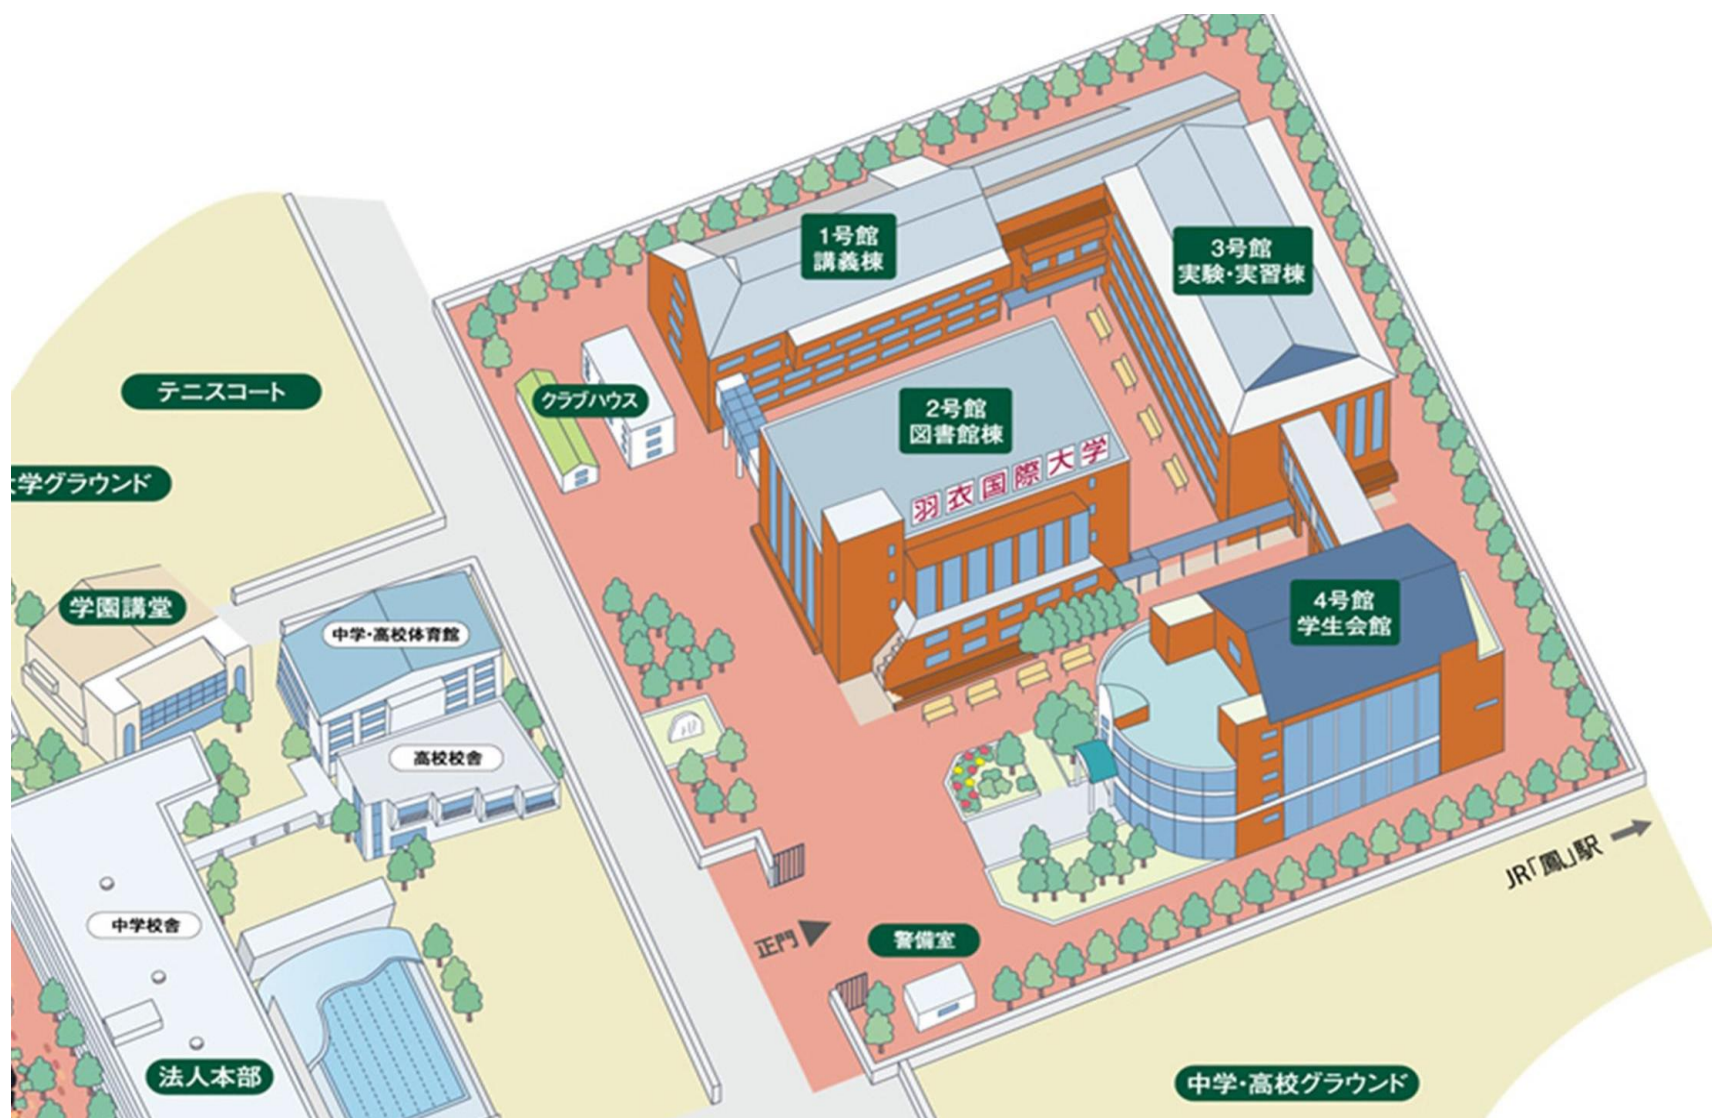 1号館
講義棟
3号館
実験・実習棟
テニスコート
クラブハウス
2号館
図書館棟
学グラウンド
羽衣国際大学
学園講堂
中学・高校体育館
4号館
学生会館
高校校舎
JR「鳳」駅
中学校舎
正門
警備室
法人本部
中学・高校グラウンド